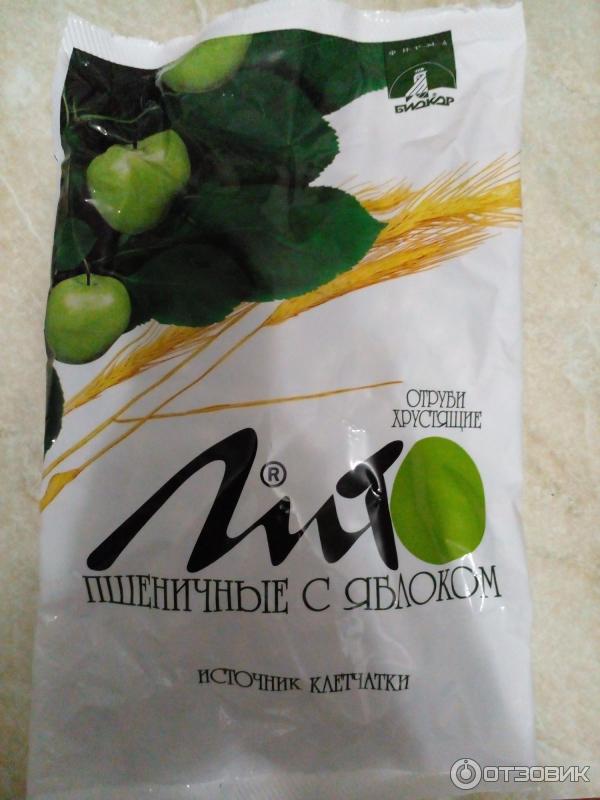 ФИРМА
БИОКОР
ОТРУБИ
ХРУСТЯЩИЕ
Лито
®
ПШЕНИЧНЫЕ С ЯБЛОКОМ
ИСТОЧНИК КЛЕТЧАТКИ
ОТЗОВИК